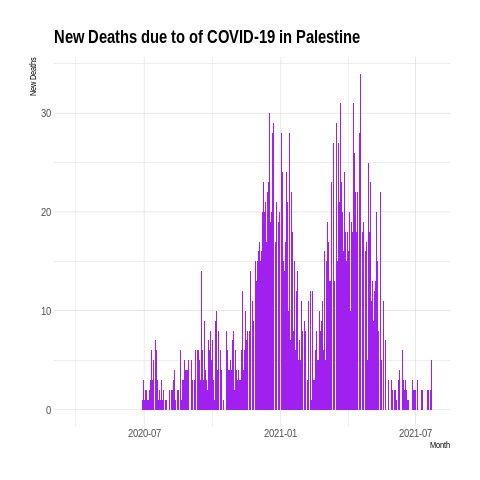 New Deaths due to of COVID-19 in Palestine
New Deaths
30
20
10
0
2020-07
2021-01
2021-07
Month